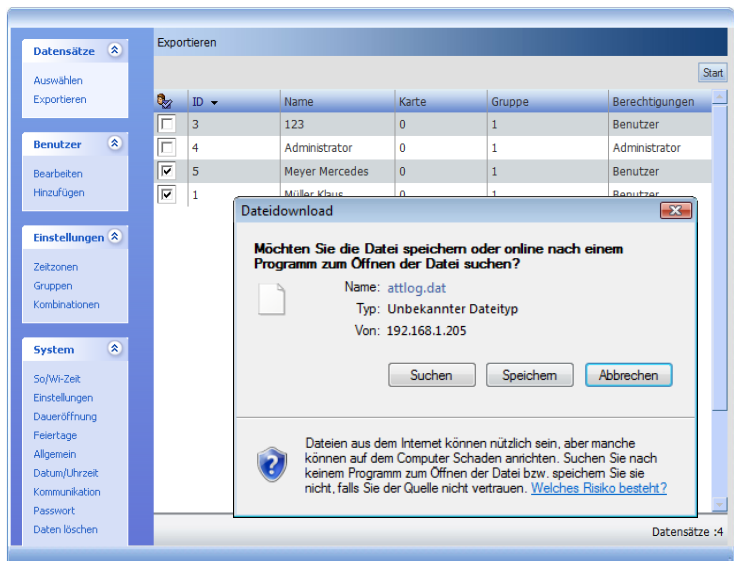 Datensätze
Auswählen
Exportieren
Benutzer
Bearbeiten
Hinzufügen
Einstellungen
Zeitzonen
Gruppen
Kombinationen
System
So/Wi-Zeit
Einstellungen
Daueröffnung
Feiertage
Allgemein
Datum/Uhrzeit
Kommunikation
Passwort
Daten löschen
Exportieren
Start
ID Name Karte Gruppe Berechtigungen
3 123 0 1 Benutzer
4 Administrator 0 1 Administrator
5 Meyer Mercedes 0 1 Benutzer
1 Müller Klaus 0 1 Benutzer
Dateidownload
Möchten Sie die Datei speichern oder online nach einem
Programm zum Öffnen der Datei suchen?
Name: attlog.dat
Typ: Unbekannter Dateityp
Von: 192.168.1.205
Suchen Speichern Abbrechen
Dateien aus dem Internet können nützlich sein, aber manche
können auf dem Computer Schaden anrichten. Suchen Sie nach
keinem Programm zum Öffnen der Datei bzw. speichern Sie sie
nicht, falls Sie der Quelle nicht vertrauen. Welches Risiko besteht?
Datensätze :4